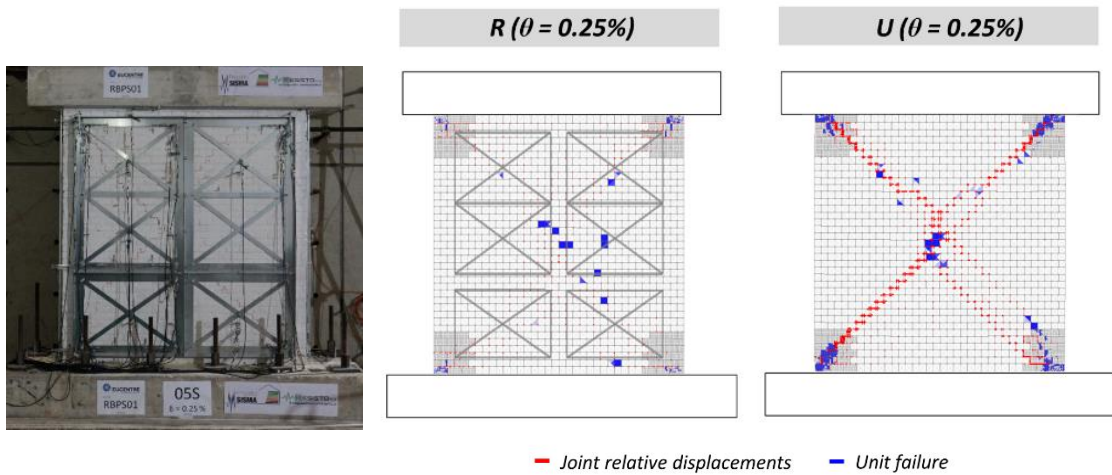 R (θ = 0.25%)
U (θ = 0.25%)
EUCENTRE
RBPS01
SISMA
EUCENTRE
RBPS01
05S
δ = 0.25 %
SISMA
Joint relative displacements
Unit failure